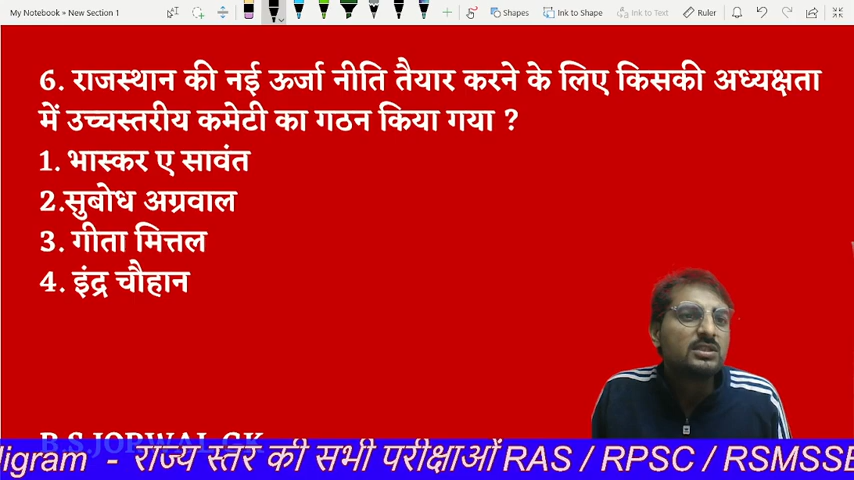 My Notebook » New Section 1
Shapes
Ink to Shape
Ink to Text
Ruler
6. राजस्थान की नई ऊर्जा नीति तैयार करने के लिए किसकी अध्यक्षता
में उच्चस्तरीय कमेटी का गठन किया गया ?
1. भास्कर ए सावंत
2.सुबोध अग्रवाल
3. गीता मित्तल
4. इंद्र चौहान
B.S.JORWAL GK
ligram - राज्य स्तर की सभी परीक्षाओं RAS / RPSC / RSMSSB